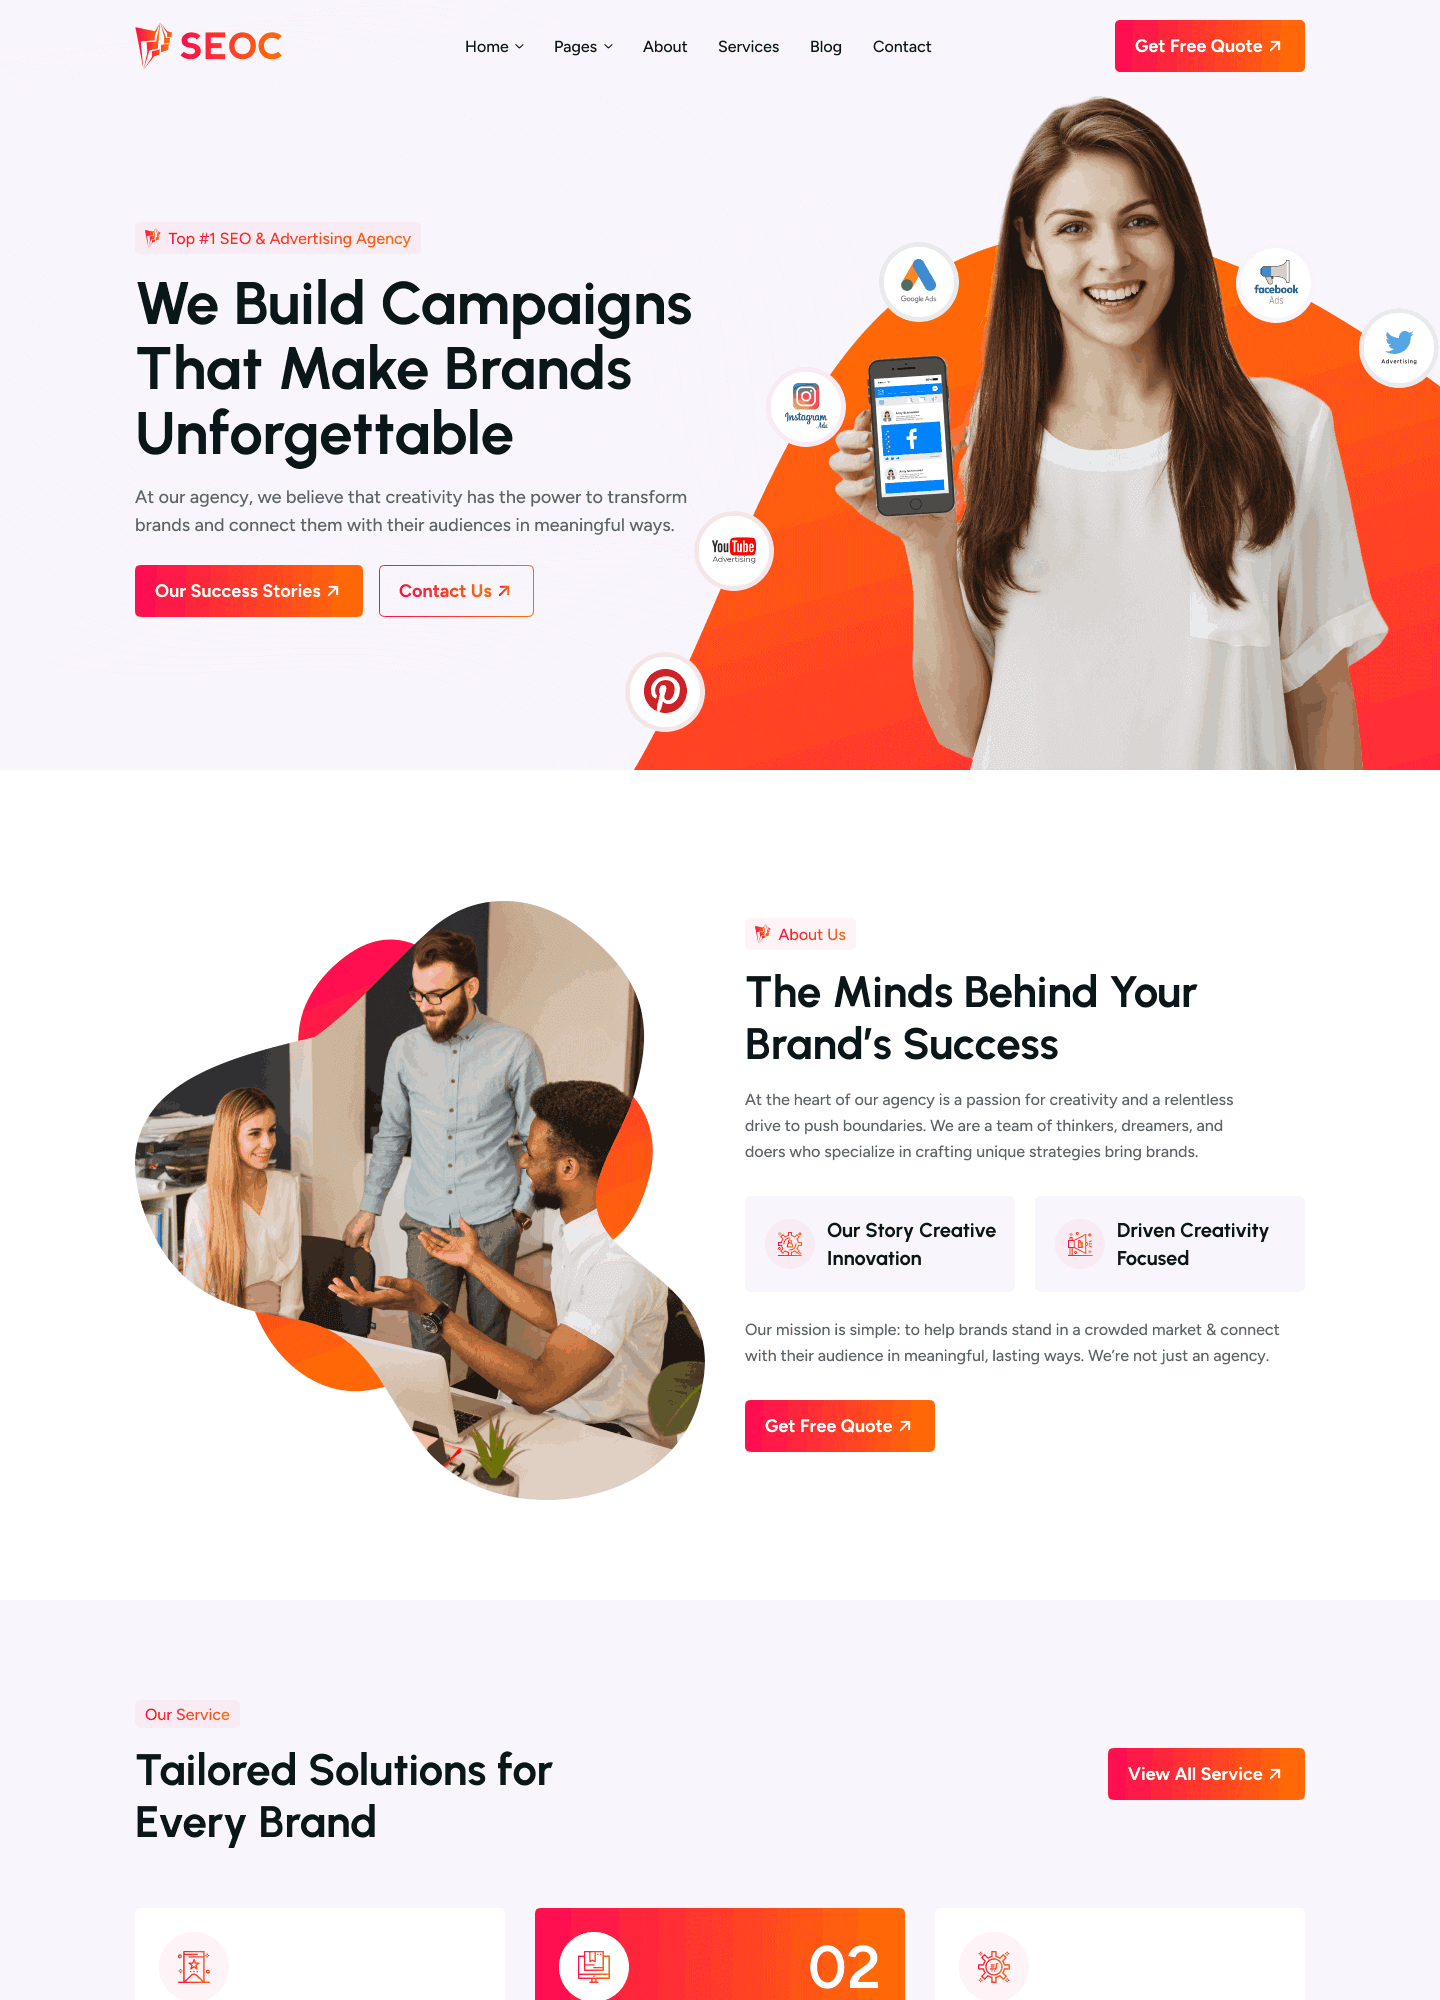 SEOC
Home
Pages
About
Services
Blog
Contact
Get Free Quote
Top #1 SEO & Advertising Agency
We Build Campaigns
That Make Brands
Unforgettable
At our agency, we believe that creativity has the power to transform
brands and connect them with their audiences in meaningful ways.
Our Success Stories
Contact Us
Google Ads
facebook
Ads
Advertising
Instagram
Ads
YouTube
Advertising
About Us
The Minds Behind Your
Brand's Success
At the heart of our agency is a passion for creativity and a relentless
drive to push boundaries. We are a team of thinkers, dreamers, and
doers who specialize in crafting unique strategies bring brands.
Our Story Creative
Innovation
Driven Creativity
Focused
Our mission is simple: to help brands stand in a crowded market & connect
with their audience in meaningful, lasting ways. We're not just an agency.
Get Free Quote
Our Service
Tailored Solutions for
Every Brand
View All Service
02